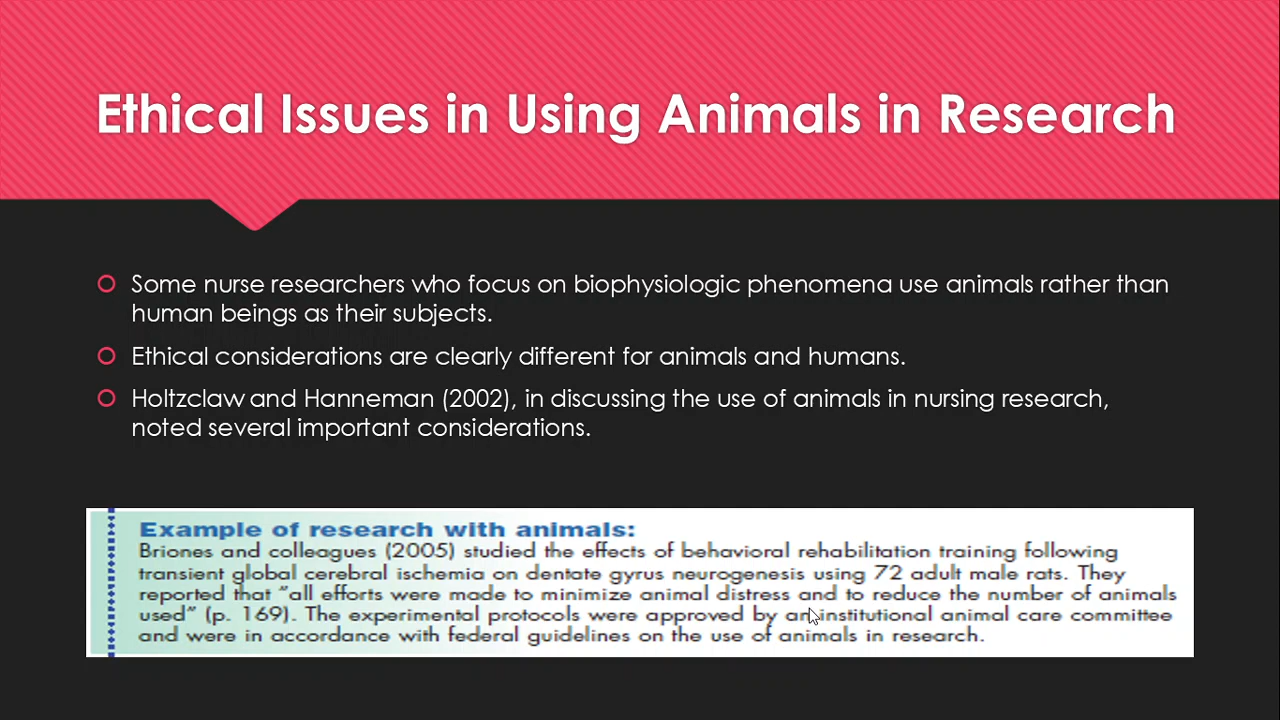 Ethical Issues in Using Animals in Research
Some nurse researchers who focus on biophysiologic phenomena use animals rather than
human beings as their subjects.
Ethical considerations are clearly different for animals and humans.
Holtzclaw and Hanneman (2002), in discussing the use of animals in nursing research,
noted several important considerations.
Example of research with animals:
Briones and colleagues (2005) studied the effects of behavioral rehabilitation training following
transient global cerebral ischemia on dentate gyrus neurogenesis using 72 adult male rats. They
reported that "all efforts were made to minimize animal distress and to reduce the number of animals
used" (p. 169). The experimental protocols were approved by an institutional animal care committee
and were in accordance with federal guidelines on the use of animals in research.